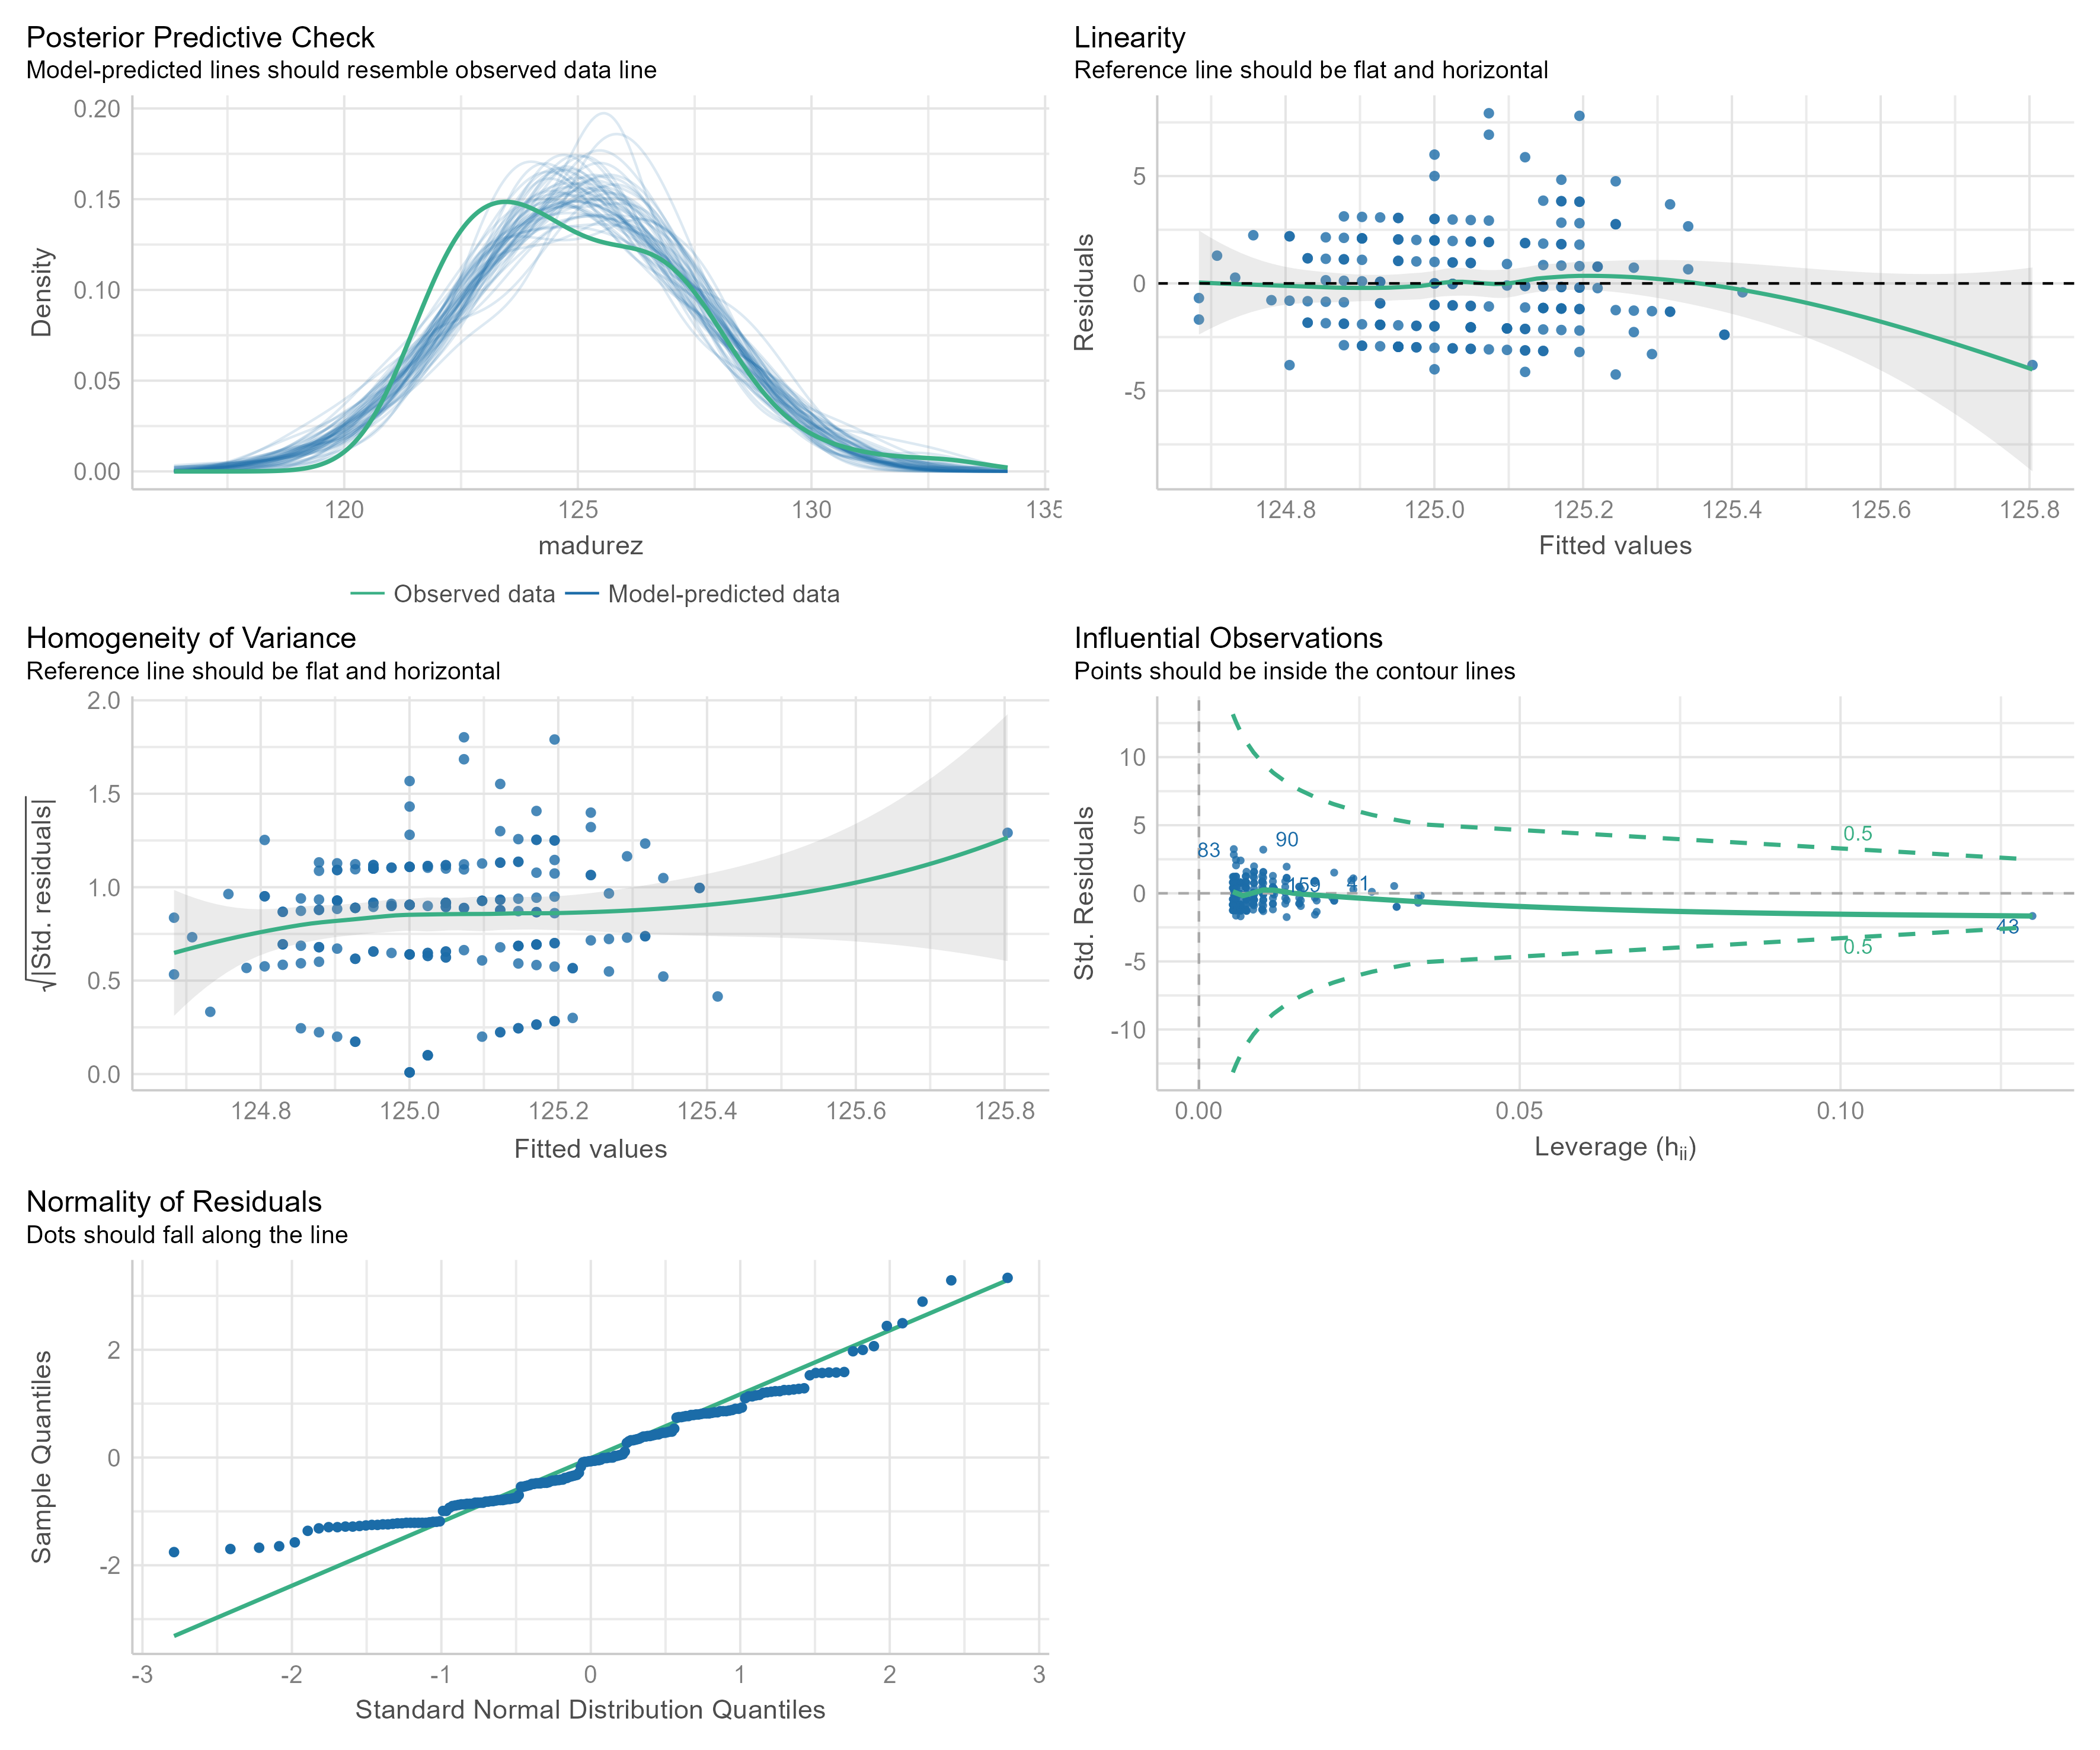 Posterior Predictive Check
Model-predicted lines should resemble observed data line
0.20
0.15
0.10
0.05
0.00
Density
120
125
130
135
madurez
Observed data
Model-predicted data
Linearity
Reference line should be flat and horizontal
5
0
-5
Residuals
124.8
125.0
125.2
125.4
125.6
125.8
Fitted values
Homogeneity of Variance
Reference line should be flat and horizontal
2.0
1.5
1.0
0.5
0.0
√|Std. residuals|
124.8
125.0
125.2
125.4
125.6
125.8
Fitted values
Influential Observations
Points should be inside the contour lines
10
5
0
-5
-10
Std. Residuals
0.5
0.5
83
90
159
41
43
0.00
0.05
0.10
Leverage (hii)
Normality of Residuals
Dots should fall along the line
2
0
-2
Sample Quantiles
-3
-2
-1
0
1
2
3
Standard Normal Distribution Quantiles